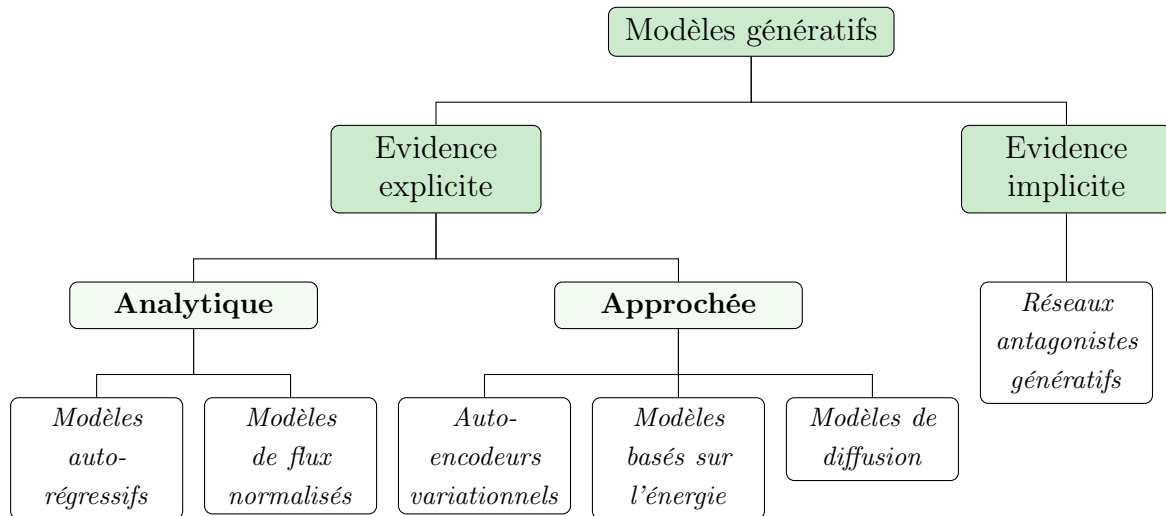 Modèles génératifs
Evidence
explicite
Evidence
implicite
Analytique
Approchée
Réseaux
antagonistes
génératifs
Modèles
auto-
régressifs
Modèles
de flux
normalisés
Auto-
encodeurs
variationnels
Modèles
basés sur
l'énergie
Modèles de
diffusion